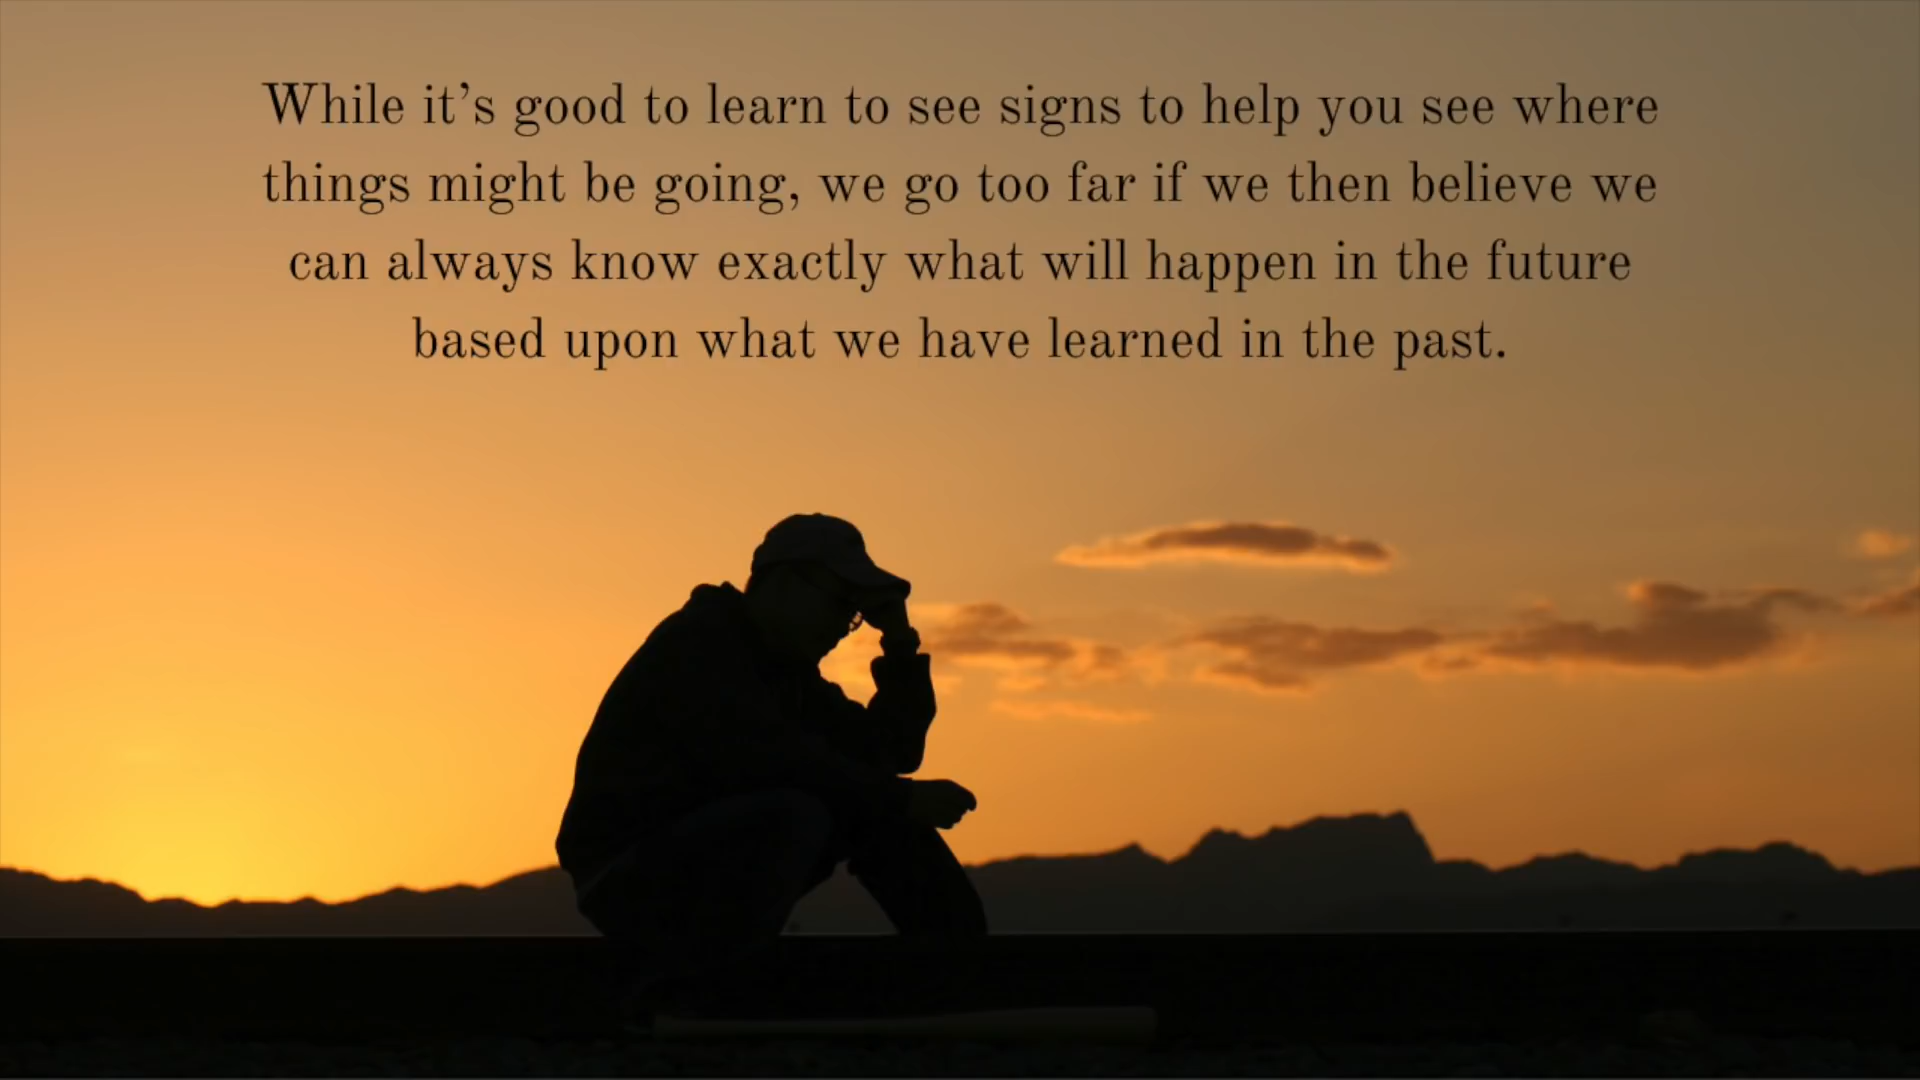 While it’s good to learn to see signs to help you see where
things might be going, we go too far if we then believe we
can always know exactly what will happen in the future
based upon what we have learned in the past.